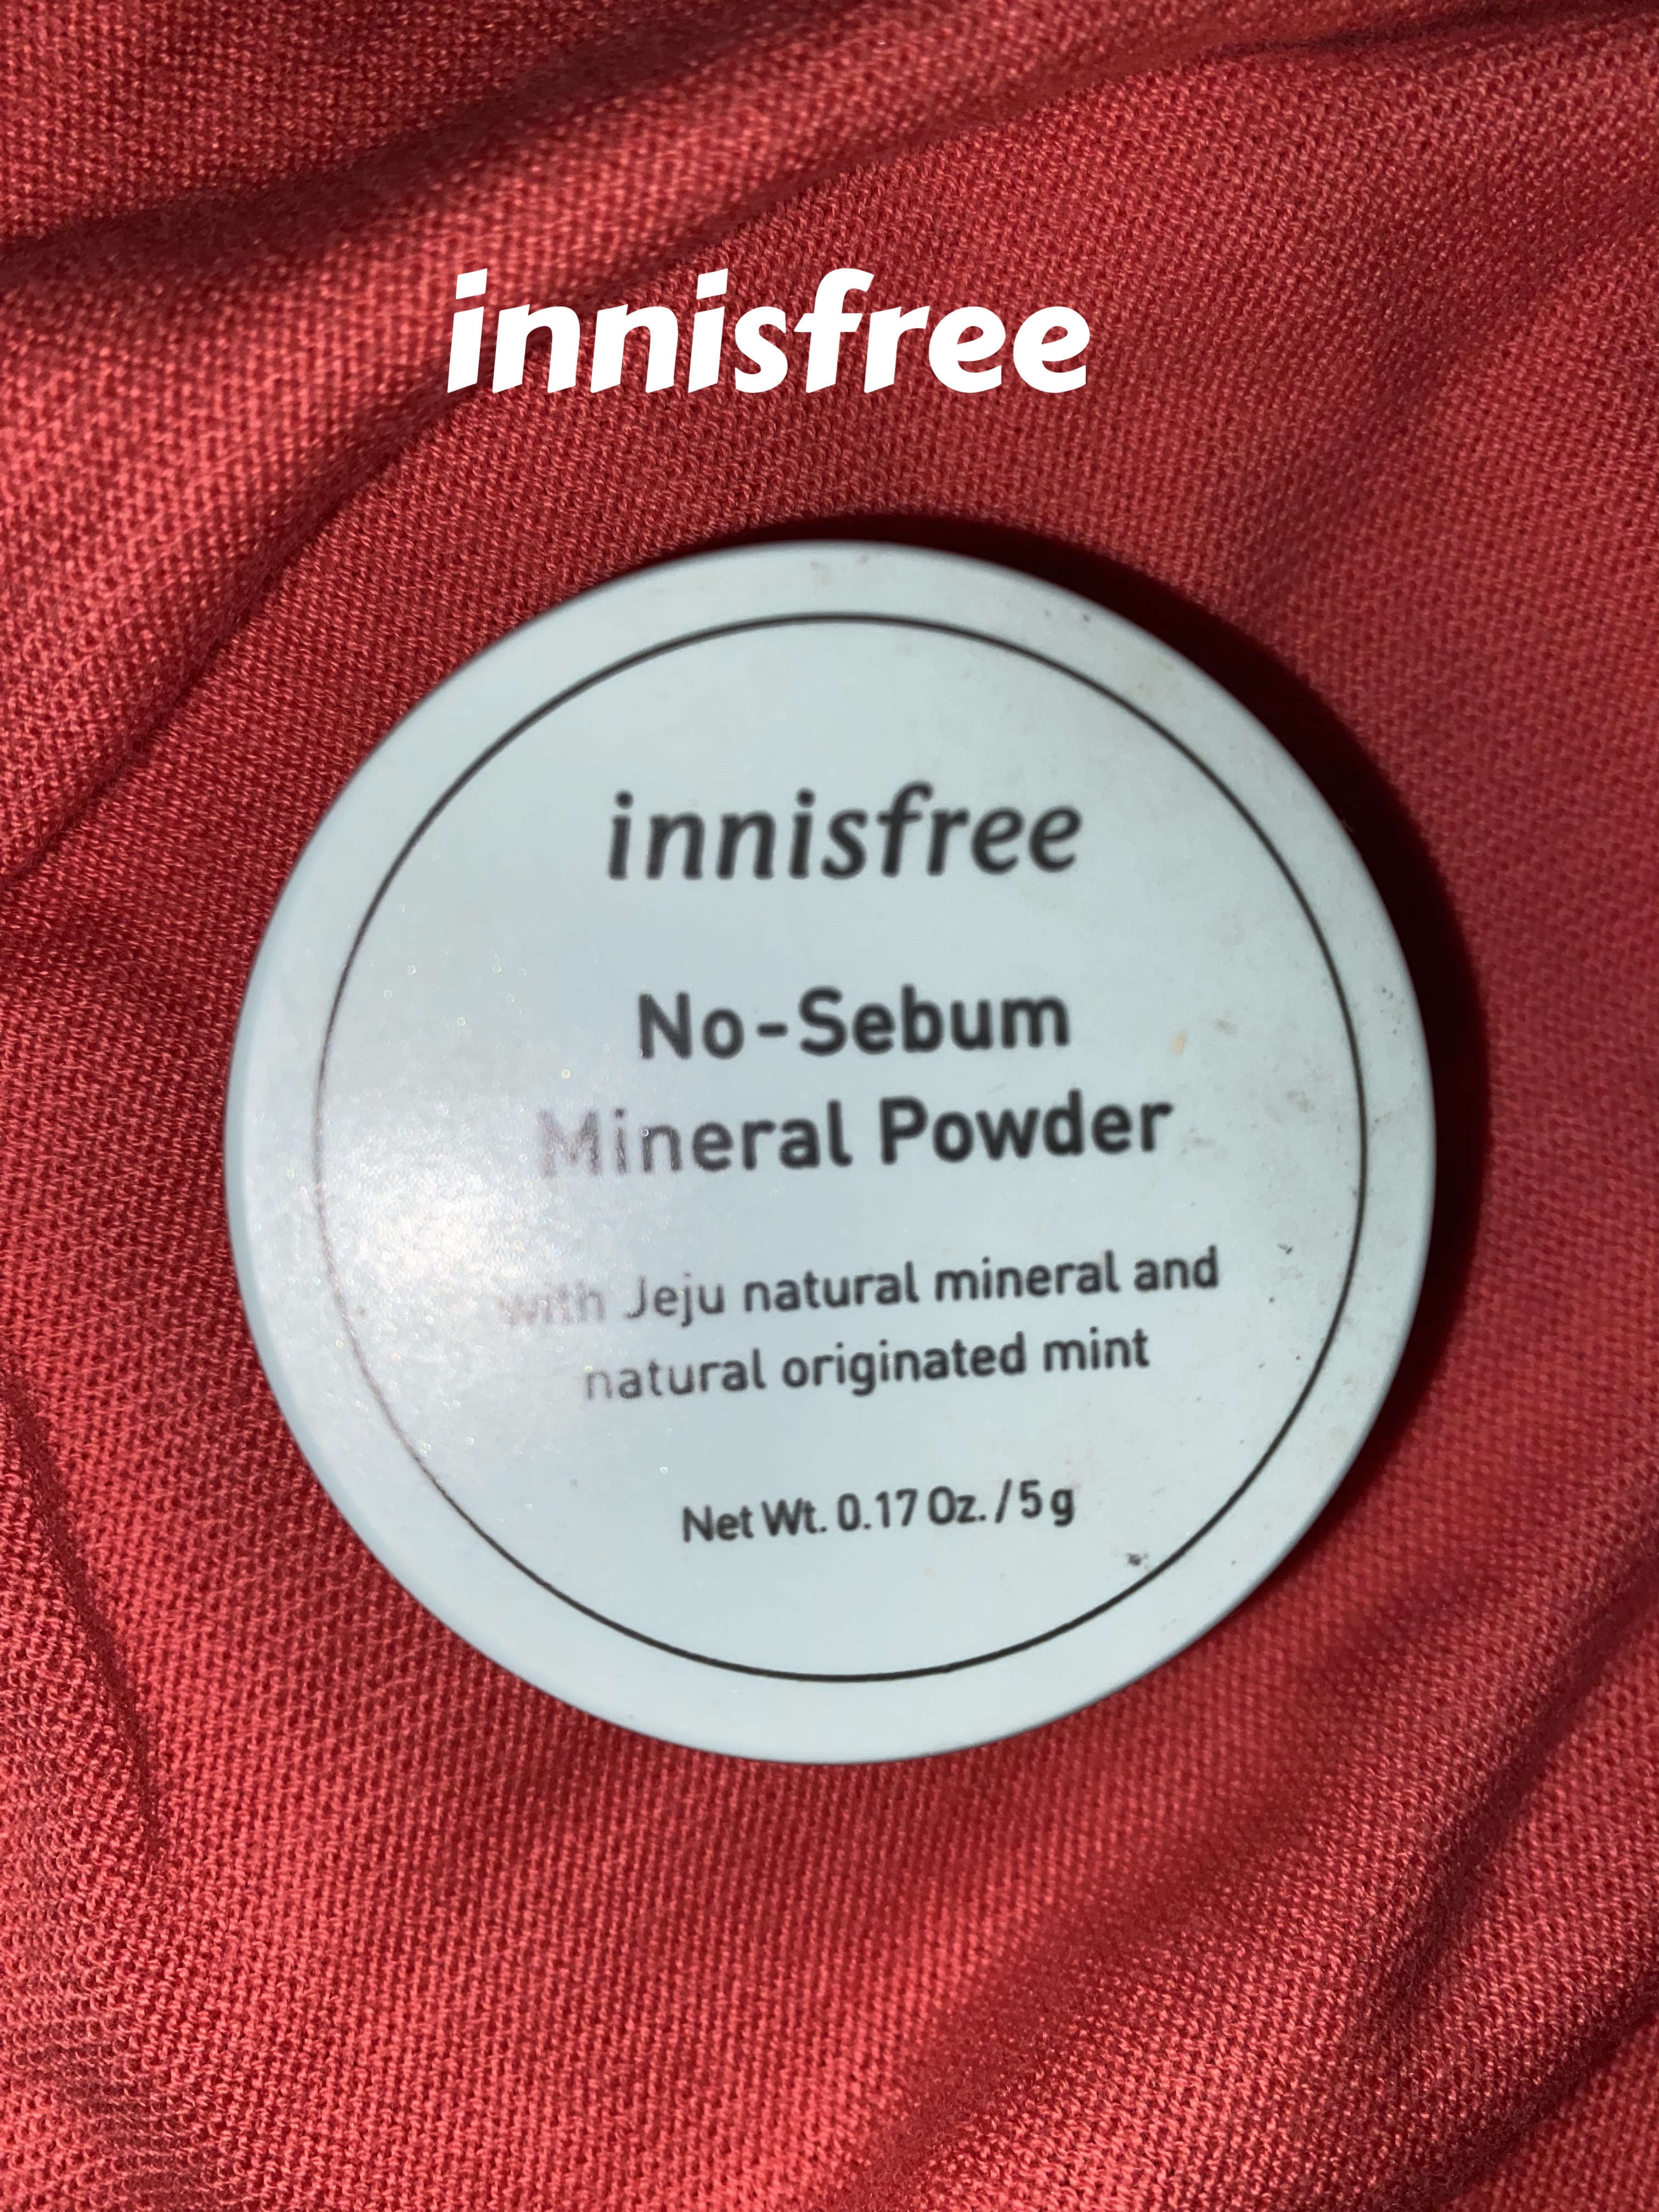 innisfree
innisfree
No-Sebum
Mineral Powder
with Jeju natural mineral and
natural originated mint
Net Wt. 0.17 Oz. / 5 g